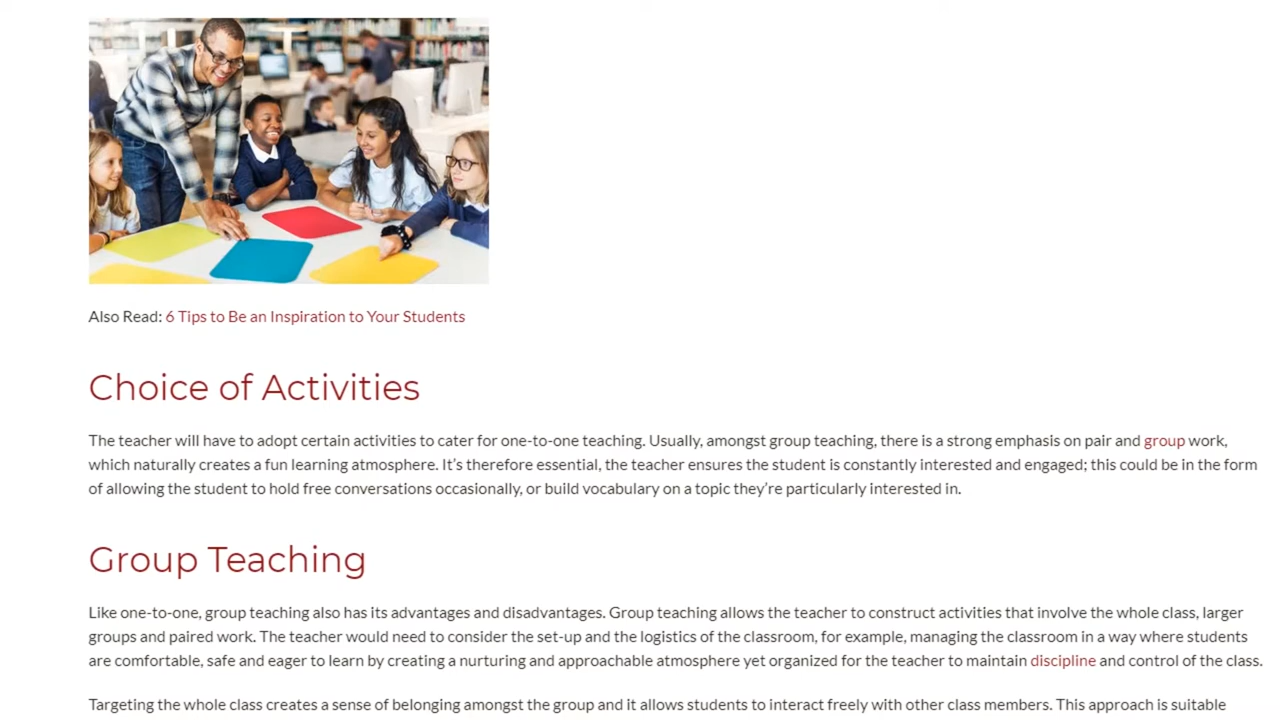 Also Read: 6 Tips to Be an Inspiration to Your Students
Choice of Activities
The teacher will have to adopt certain activities to cater for one-to-one teaching. Usually, amongst group teaching, there is a strong emphasis on pair and group work,
which naturally creates a fun learning atmosphere. It’s therefore essential, the teacher ensures the student is constantly interested and engaged; this could be in the form
of allowing the student to hold free conversations occasionally, or build vocabulary on a topic they’re particularly interested in.
Group Teaching
Like one-to-one, group teaching also has its advantages and disadvantages. Group teaching allows the teacher to construct activities that involve the whole class, larger
groups and paired work. The teacher would need to consider the set-up and the logistics of the classroom, for example, managing the classroom in a way where students
are comfortable, safe and eager to learn by creating a nurturing and approachable atmosphere yet organized for the teacher to maintain discipline and control of the class.
Targeting the whole class creates a sense of belonging amongst the group and it allows students to interact freely with other class members. This approach is suitable